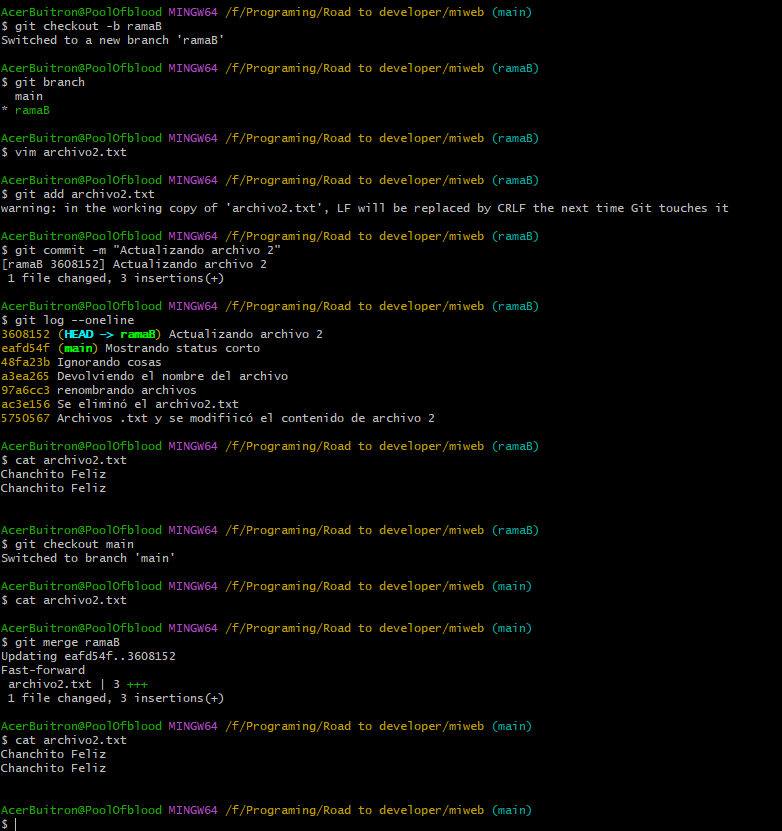 AcerBuitron@PoolOfblood MINGW64 /f/Programing/Road to developer/miweb (main)
$ git checkout -b ramaB
Switched to a new branch 'ramaB'
AcerBuitron@PoolOfblood MINGW64 /f/Programing/Road to developer/miweb (ramaB)
$ git branch
main
* ramaB
AcerBuitron@PoolOfblood MINGW64 /f/Programing/Road to developer/miweb (ramaB)
$ vim archivo2.txt
AcerBuitron@PoolOfblood MINGW64 /f/Programing/Road to developer/miweb (ramaB)
$ git add archivo2.txt
warning: in the working copy of 'archivo2.txt', LF will be replaced by CRLF the next time Git touches it
AcerBuitron@PoolOfblood MINGW64 /f/Programing/Road to developer/miweb (ramaB)
$ git commit -m "Actualizando archivo 2"
[ramaB 3608152] Actualizando archivo 2
1 file changed, 3 insertions(+)
AcerBuitron@PoolOfblood MINGW64 /f/Programing/Road to developer/miweb (ramaB)
$ git log --oneline
3608152 (HEAD -> ramaB) Actualizando archivo 2
eafd54f (main) Mostrando status corto
48fa23b Ignorando cosas
a3ea265 Devolviendo el nombre del archivo
97a6cc3 renombrando archivos
ac3e156 Se eliminó el archivo2.txt
5750567 Archivos .txt y se modifiicó el contenido de archivo 2
AcerBuitron@PoolOfblood MINGW64 /f/Programing/Road to developer/miweb (ramaB)
$ cat archivo2.txt
Chanchito Feliz
Chanchito Feliz
AcerBuitron@PoolOfblood MINGW64 /f/Programing/Road to developer/miweb (ramaB)
$ git checkout main
Switched to branch 'main'
AcerBuitron@PoolOfblood MINGW64 /f/Programing/Road to developer/miweb (main)
$ cat archivo2.txt
AcerBuitron@PoolOfblood MINGW64 /f/Programing/Road to developer/miweb (main)
$ git merge ramaB
Updating eafd54f..3608152
Fast-forward
archivo2.txt | 3 +++
1 file changed, 3 insertions(+)
AcerBuitron@PoolOfblood MINGW64 /f/Programing/Road to developer/miweb (main)
$ cat archivo2.txt
Chanchito Feliz
Chanchito Feliz
AcerBuitron@PoolOfblood MINGW64 /f/Programing/Road to developer/miweb (main)
$